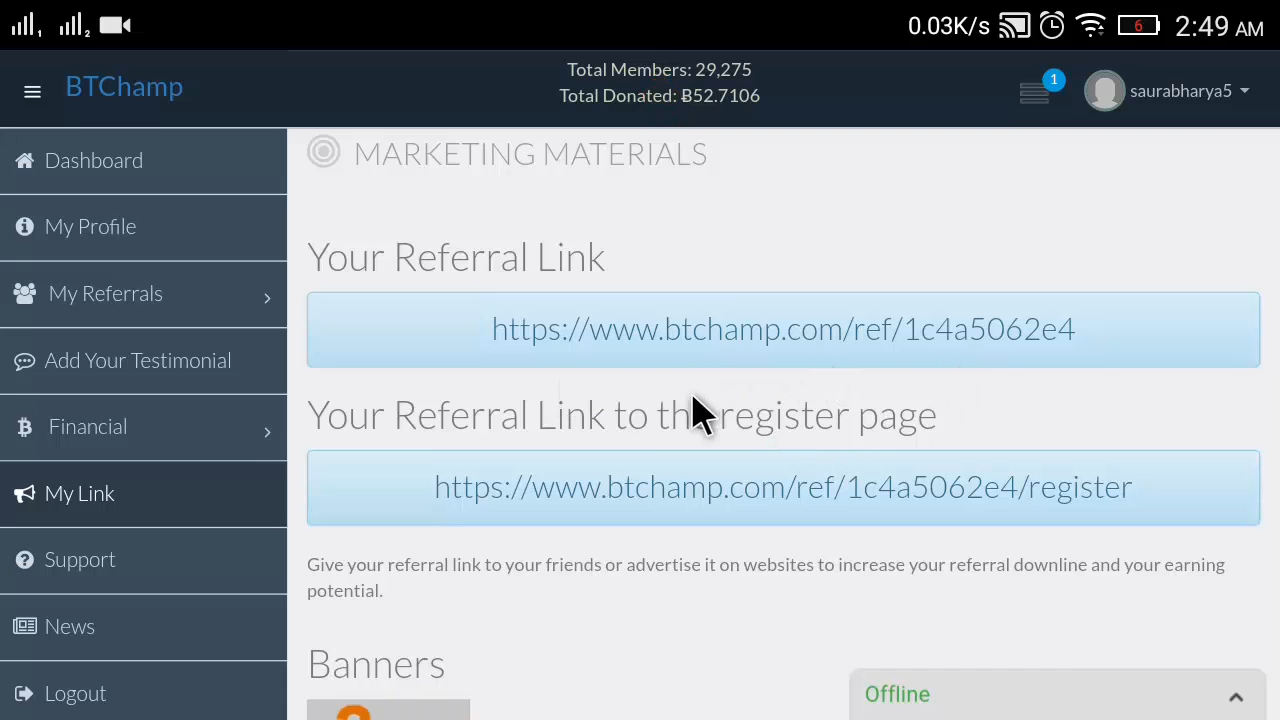 0.03K/s 6 2:49 AM
BTChamp
Total Members: 29,275
Total Donated: Ƀ52.7106
1
saurabharya5
Dashboard
My Profile
My Referrals
Add Your Testimonial
Financial
My Link
Support
News
Logout
MARKETING MATERIALS
Your Referral Link
https://www.btchamp.com/ref/1c4a5062e4
Your Referral Link to the register page
https://www.btchamp.com/ref/1c4a5062e4/register
Give your referral link to your friends or advertise it on websites to increase your referral downline and your earning
potential.
Banners
Offline